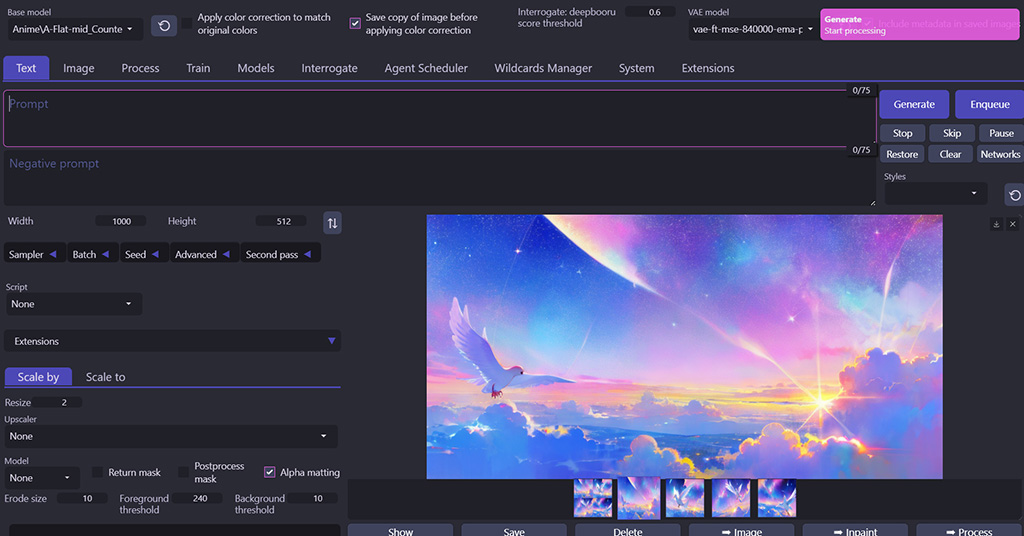 Base model
Anime\A-Flat-mid_Counte
Apply color correction to match
original colors
Save copy of image before
applying color correction
Interrogate: deepbooru
score threshold
0.6
VAE model
vae-ft-mse-840000-ema-p
Generate
Start processing
Include metadata in saved images
Text
Image
Process
Train
Models
Interrogate
Agent Scheduler
Wildcards Manager
System
Extensions
Prompt
0/75
Generate
Enqueue
Stop
Skip
Pause
Negative prompt
0/75
Restore
Clear
Networks
Styles
Width
1000
Height
512
Sampler
Batch
Seed
Advanced
Second pass
Script
None
Extensions
Scale by
Scale to
Resize
2
Upscaler
None
Model
None
Return mask
Postprocess
mask
Alpha matting
Erode size
10
Foreground
threshold
240
Background
threshold
10
Show
Save
Delete
➡ Image
➡ Inpaint
➡ Process